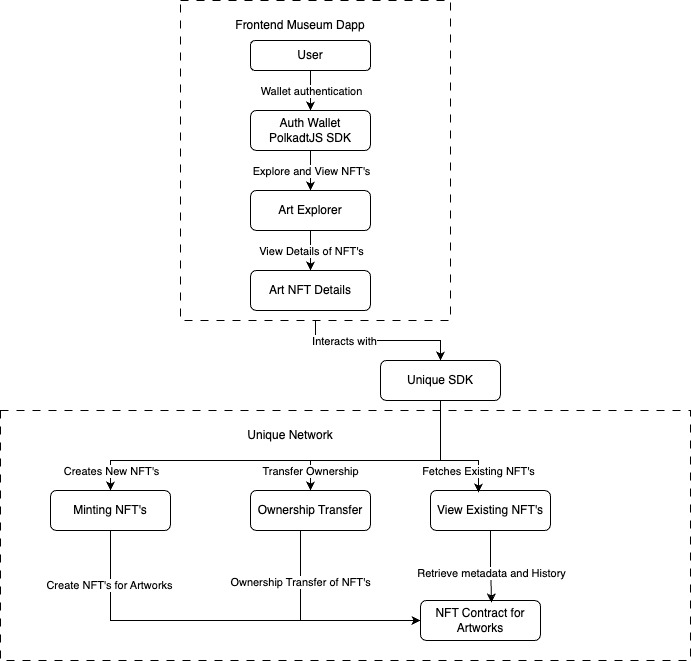 Frontend Museum Dapp
User
Wallet authentication
Auth Wallet
PolkadtJS SDK
Explore and View NFT's
Art Explorer
View Details of NFT's
Art NFT Details
Interacts with
Unique SDK
Unique Network
Creates New NFT's
Transfer Ownership
Fetches Existing NFT's
Minting NFT's
Ownership Transfer
View Existing NFT's
Create NFT's for Artworks
Ownership Transfer of NFT's
Retrieve metadata and History
NFT Contract for
Artworks